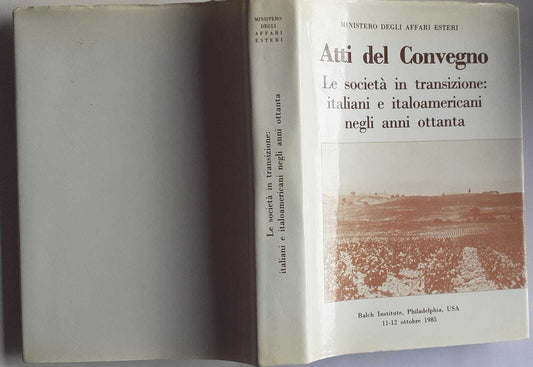 MINISTERO
DEGLI
AFFARI
ESTERI
Le società in transizione:
italiani e italoamericani negli anni ottanta
MINISTERO DEGLI AFFARI ESTERI
Atti del Convegno
Le società in transizione:
italiani e italoamericani
negli anni ottanta
Balch Institute, Philadelphia, USA
11-12 ottobre 1985